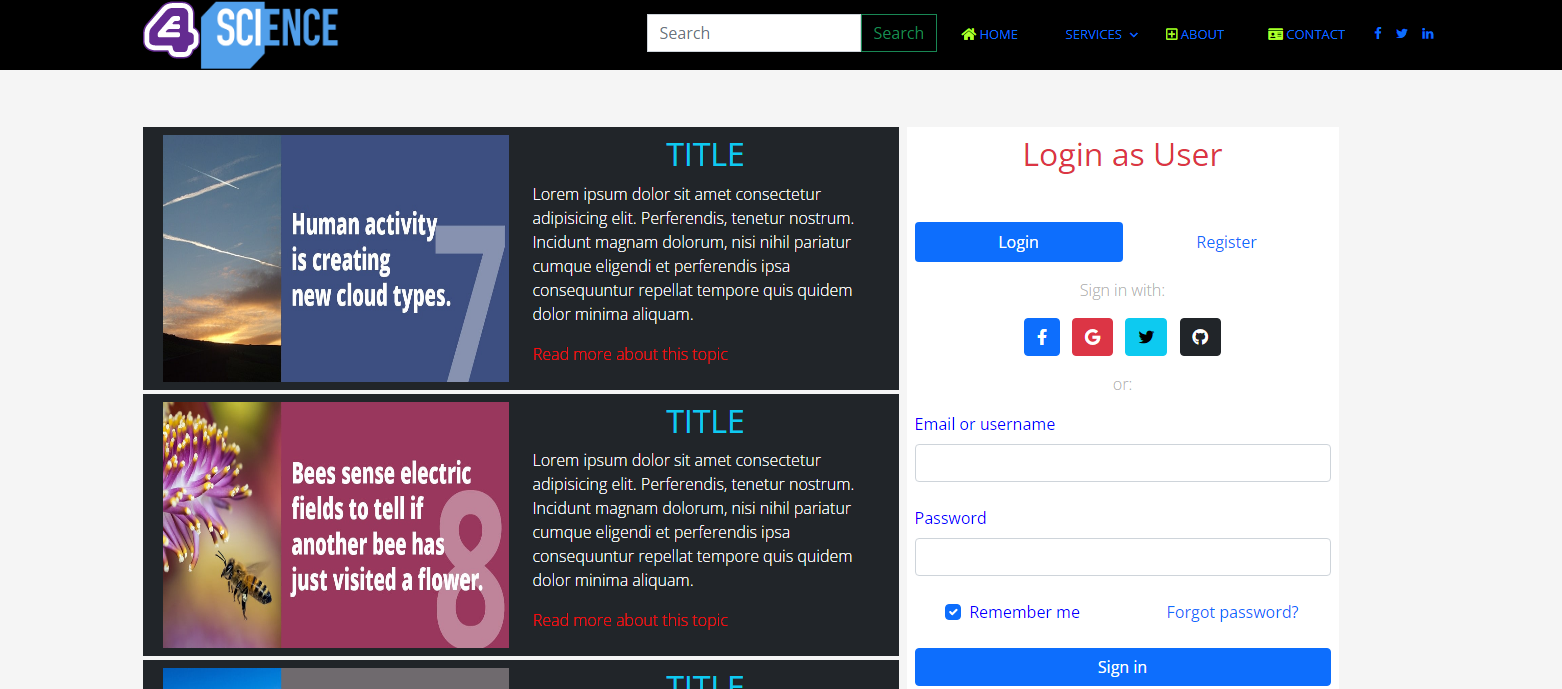 E4 SCIENCE
Search
Search
HOME
SERVICES
ABOUT
CONTACT
Human activity
is creating
new cloud types.
7
TITLE
Lorem ipsum dolor sit amet consectetur
adipisicing elit. Perferendis, tenetur nostrum.
Incidunt magnam dolorum, nisi nihil pariatur
cumque eligendi et perferendis ipsa
consequuntur repellat tempore quis quidem
dolor minima aliquam.
Read more about this topic
Bees sense electric
fields to tell if
another bee has
just visited a flower.
8
TITLE
Lorem ipsum dolor sit amet consectetur
adipisicing elit. Perferendis, tenetur nostrum.
Incidunt magnam dolorum, nisi nihil pariatur
cumque eligendi et perferendis ipsa
consequuntur repellat tempore quis quidem
dolor minima aliquam.
Read more about this topic
TITLE
Login as User
Login
Register
Sign in with:
or:
Email or username
Password
Remember me
Forgot password?
Sign in